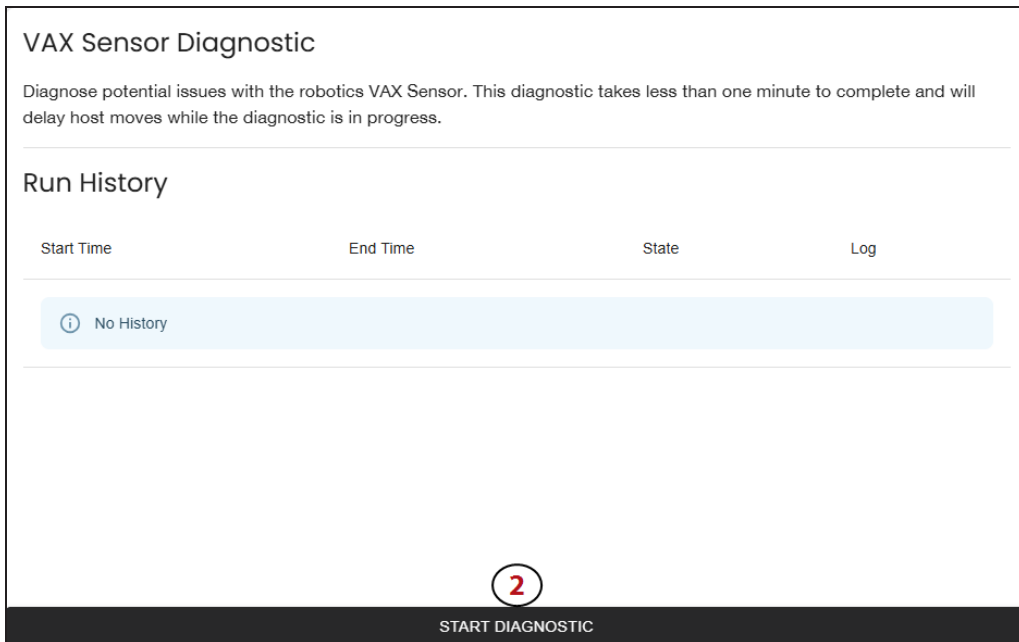 VAX Sensor Diagnostic
Diagnose potential issues with the robotics VAX Sensor. This diagnostic takes less than one minute to complete and will
delay host moves while the diagnostic is in progress.
Run History
Start Time End Time State Log
No History
2
START DIAGNOSTIC